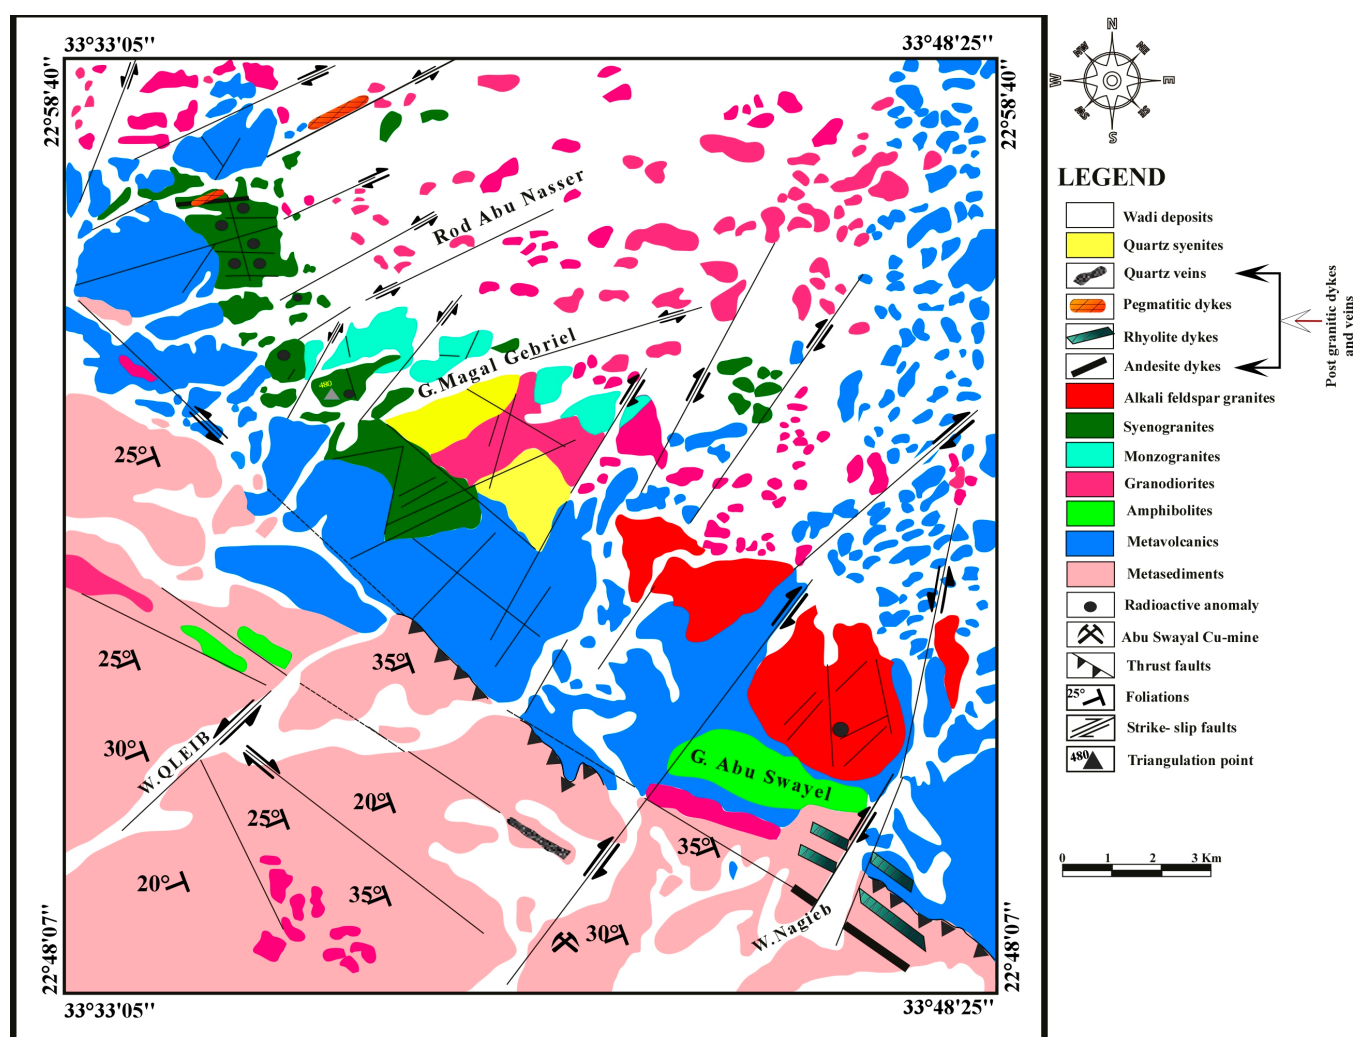 33°33'05''
33°48'25''
22°58'40''
22°58'40''
Rod Abu Nasser
480
G. Magal Gebriel
25°
25°
35°
30°
W.QLEIB
G. Abu Swayel
25°
20°
35°
20°
35°
W.Nagieb
30°
22°48'07''
22°48'07''
33°33'05''
33°48'25''
N
NW
NE
W
E
SW
SE
S
LEGEND
Wadi deposits
Quartz syenites
Quartz veins
Pegmatitic dykes
Rhyolite dykes
Andesite dykes
Post granitic dykes
and veins
Alkali feldspar granites
Syenogranites
Monzogranites
Granodiorites
Amphibolites
Metavolcanics
Metasediments
Radioactive anomaly
Abu Swayal Cu-mine
Thrust faults
25°
Foliations
Strike- slip faults
480
Triangulation point
0 1 2 3 Km